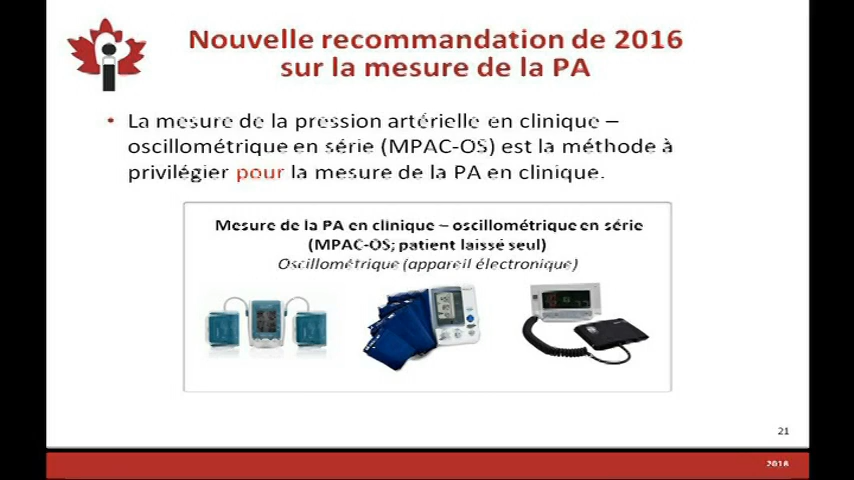 Nouvelle recommandation de 2016
sur la mesure de la PA
• La mesure de la pression artérielle en clinique –
oscillométrique en série (MPAC-OS) est la méthode à
privilégier pour la mesure de la PA en clinique.
Mesure de la PA en clinique – oscillométrique en série
(MPAC-OS; patient laissé seul)
Oscillométrique (appareil électronique)
21
2016